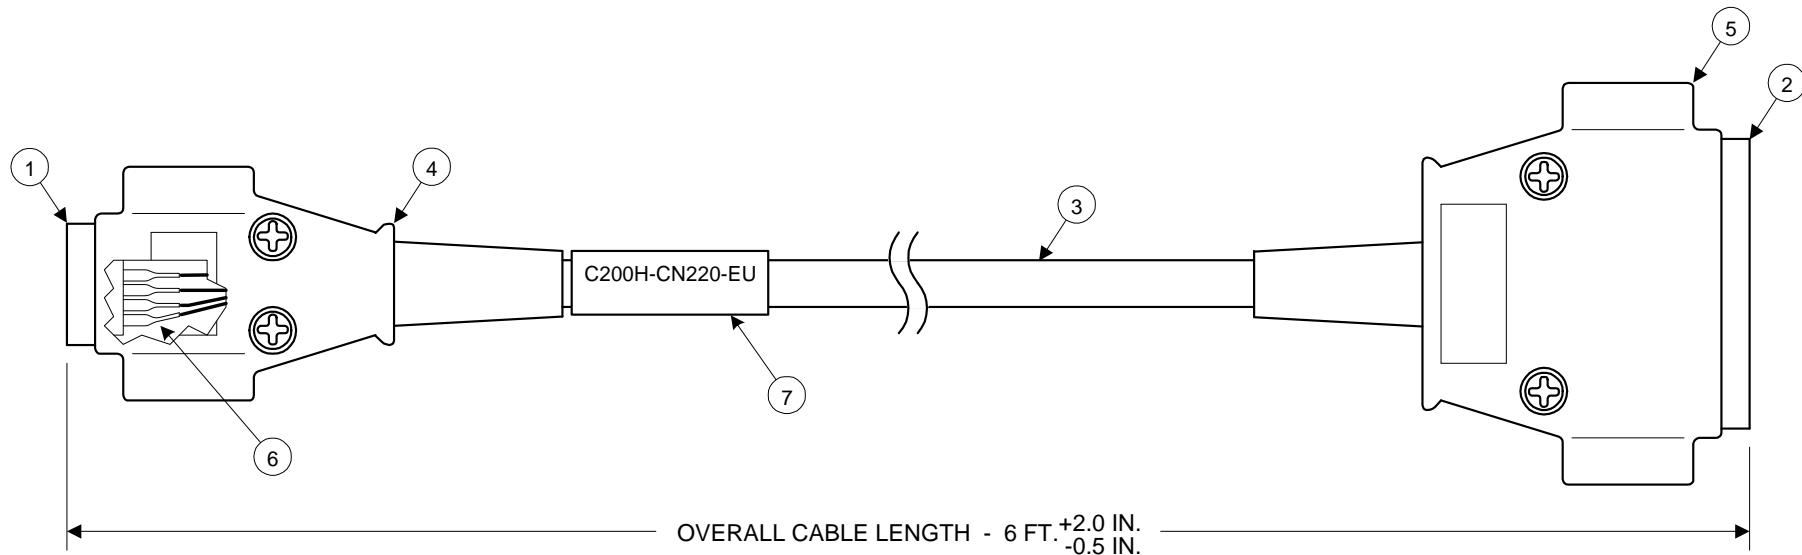 5
2
1
4
3
C200H-CN220-EU
7
6
OVERALL CABLE LENGTH - 6 FT. +2.0 IN.
-0.5 IN.